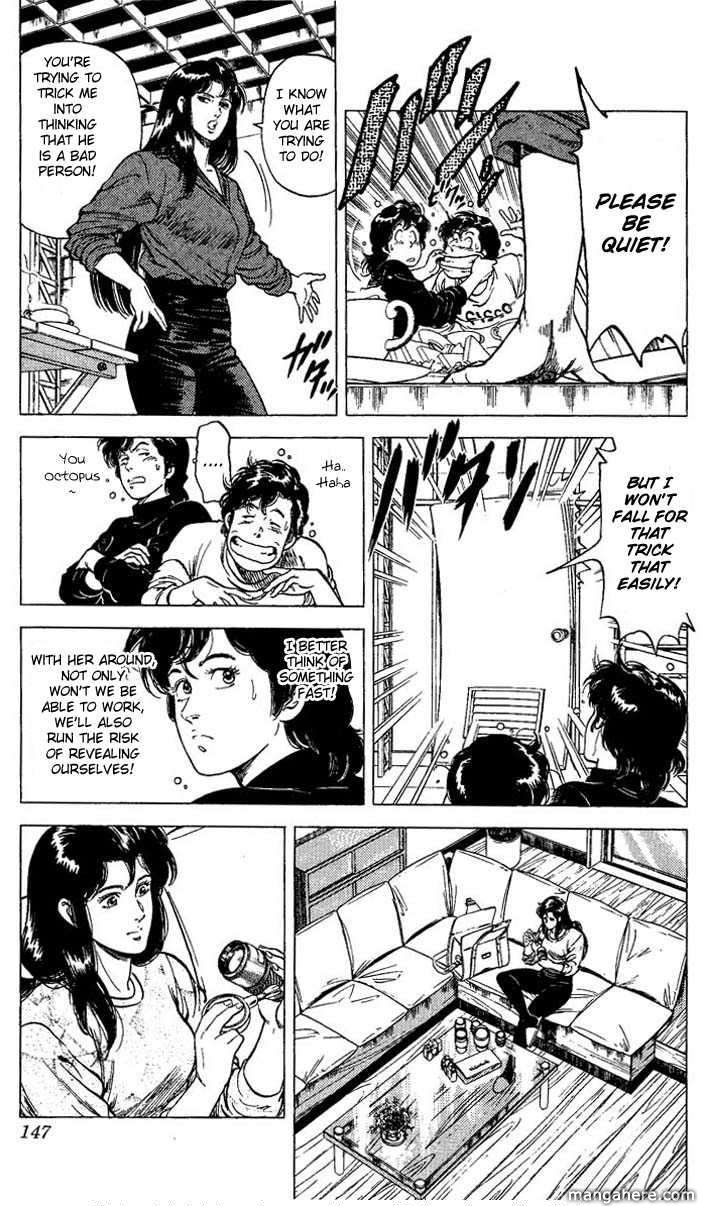 PLEASE
BE
QUIET!
I KNOW
WHAT
YOU ARE
TRYING
TO DO!
YOU'RE
TRYING TO
TRICK ME
INTO
THINKING
THAT HE
IS A BAD
PERSON!
BUT I
WON'T
FALL FOR
THAT
TRICK
THAT
EASILY!
Ha..
Haha
....
You
octopus
~
I BETTER
THINK OF
SOMETHING
FAST!
WITH HER AROUND,
NOT ONLY
WON'T WE BE
ABLE TO WORK,
WE'LL ALSO
RUN THE RISK
OF REVEALING
OURSELVES!
147
mangahere.com